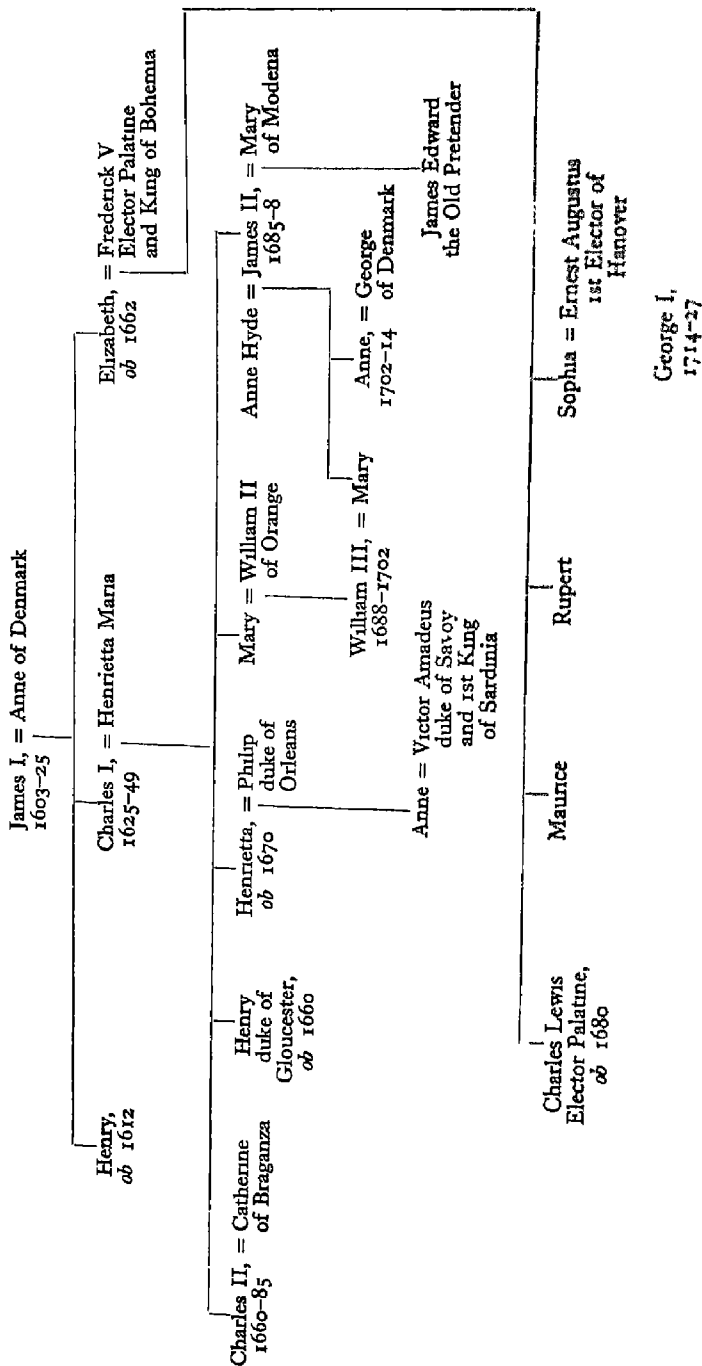 James I, = Anne of Denmark
1603–25
Henry,
ob 1612
Charles I, = Henrietta Maria
1625–49
Elizabeth, = Frederick V
ob 1662
Elector Palatine
and King of Bohemia
Charles II, = Catherine
1660–85
of Braganza
Henry
duke of
Gloucester,
ob 1660
Henrietta, = Philip
ob 1670
duke of
Orleans
Mary = William II
of Orange
Anne Hyde = James II, = Mary
1685–8
of Modena
William III, = Mary
1688–1702
Anne, = George
1702–14
of Denmark
James Edward
the Old Pretender
Anne = Victor Amadeus
duke of Savoy
and 1st King
of Sardinia
Charles Lewis
Elector Palatine,
ob 1680
Maurice
Rupert
Sophia = Ernest Augustus
1st Elector of
Hanover
George I,
1714–27